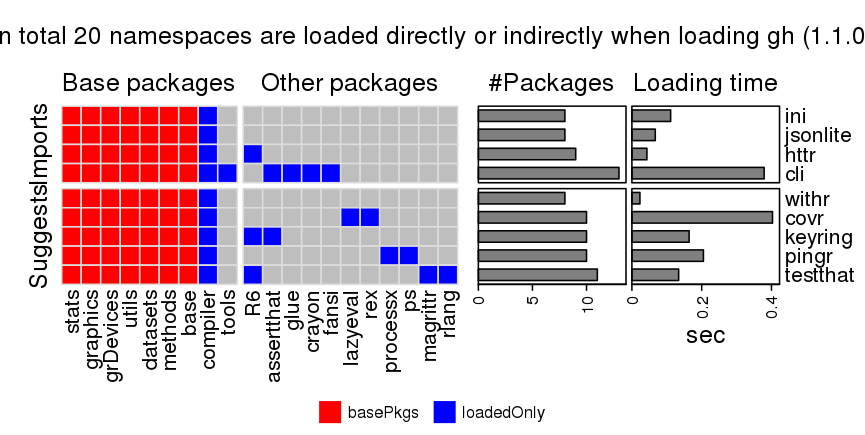 n total 20 namespaces are loaded directly or indirectly when loading gh (1.1.0
Base packages
Other packages
#Packages
Loading time
Imports
Suggests
ini
jsonlite
httr
cli
withr
covr
keyring
pingr
testthat
stats
graphics
grDevices
utils
datasets
methods
base
compiler
tools
R6
assertthat
glue
crayon
fansi
lazyeval
rex
processx
ps
magrittr
rlang
0
5
10
0
0.2
0.4
sec
basePkgs
loadedOnly